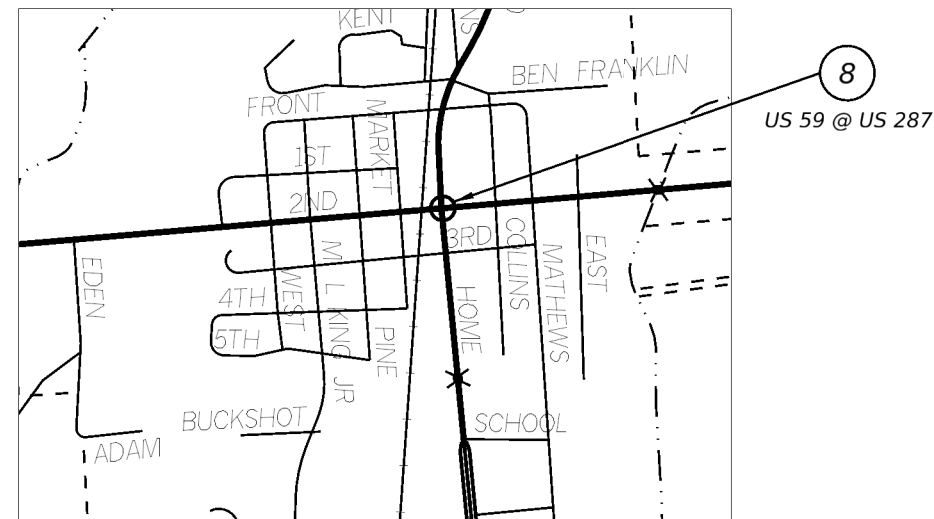 KENT
BEN FRANKLIN
8
US 59 @ US 287
FRONT
MARKET
1ST
2ND
3RD
COLLINS
MATHEWS
EAST
EDEN
M L KING JR
WEST
4TH
5TH
HOME
PINE
BUCKSHOT
SCHOOL
ADAM